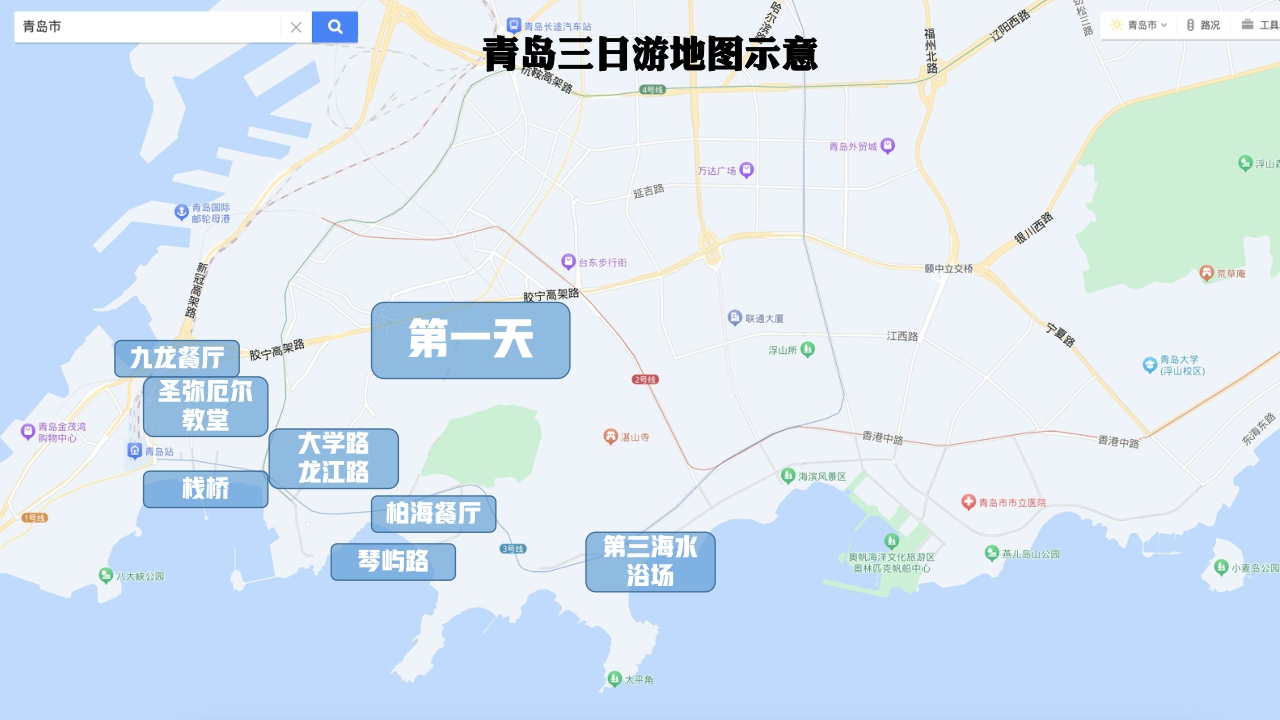 青岛市
青岛长途汽车站
青岛三日游地图示意
青岛市
路况
工具
辽阳西路
福州北路
杭鞍高架路
4号线
青岛外贸城
万达广场
延吉路
浮山森
青岛国际
邮轮母港
银川西路
台东步行街
颐中立交桥
荒草庵
新冠高架路
胶宁高架路
第一天
联通大厦
江西路
宁夏路
浮山所
胶宁高架路
九龙餐厅
青岛大学
(浮山校区)
2号线
圣弥厄尔
教堂
青岛金茂湾
购物中心
大学路
龙江路
湛山寺
香港中路
香港中路
东海东路
青岛站
栈桥
海滨风景区
柏海餐厅
青岛市市立医院
1号线
琴屿路
3号线
第三海水
浴场
奥帆海洋文化旅游区
奥林匹克帆船中心
燕儿岛山公园
小麦岛公园
八大峡公园
太平角